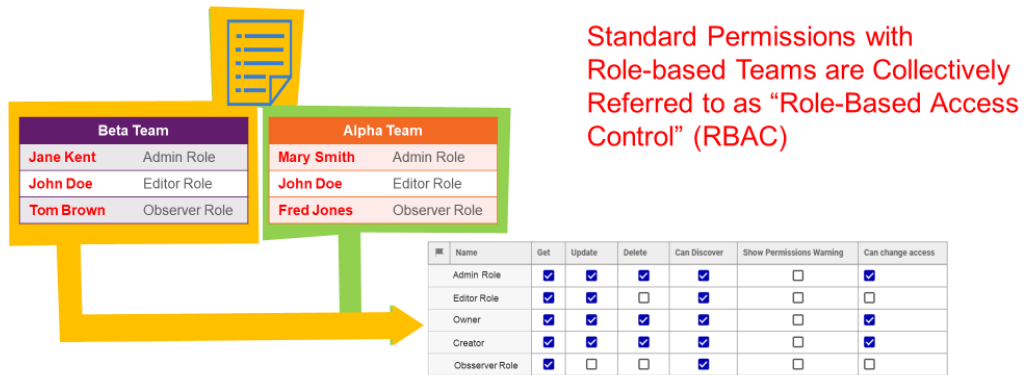 Standard Permissions with
Role-based Teams are Collectively
Referred to as “Role-Based Access
Control” (RBAC)
Beta Team
Jane Kent Admin Role
John Doe Editor Role
Tom Brown Observer Role
Alpha Team
Mary Smith Admin Role
John Doe Editor Role
Fred Jones Observer Role
Name Get Update Delete Can Discover Show Permissions Warning Can change access
Admin Role
Editor Role
Owner
Creator
Obsserver Role